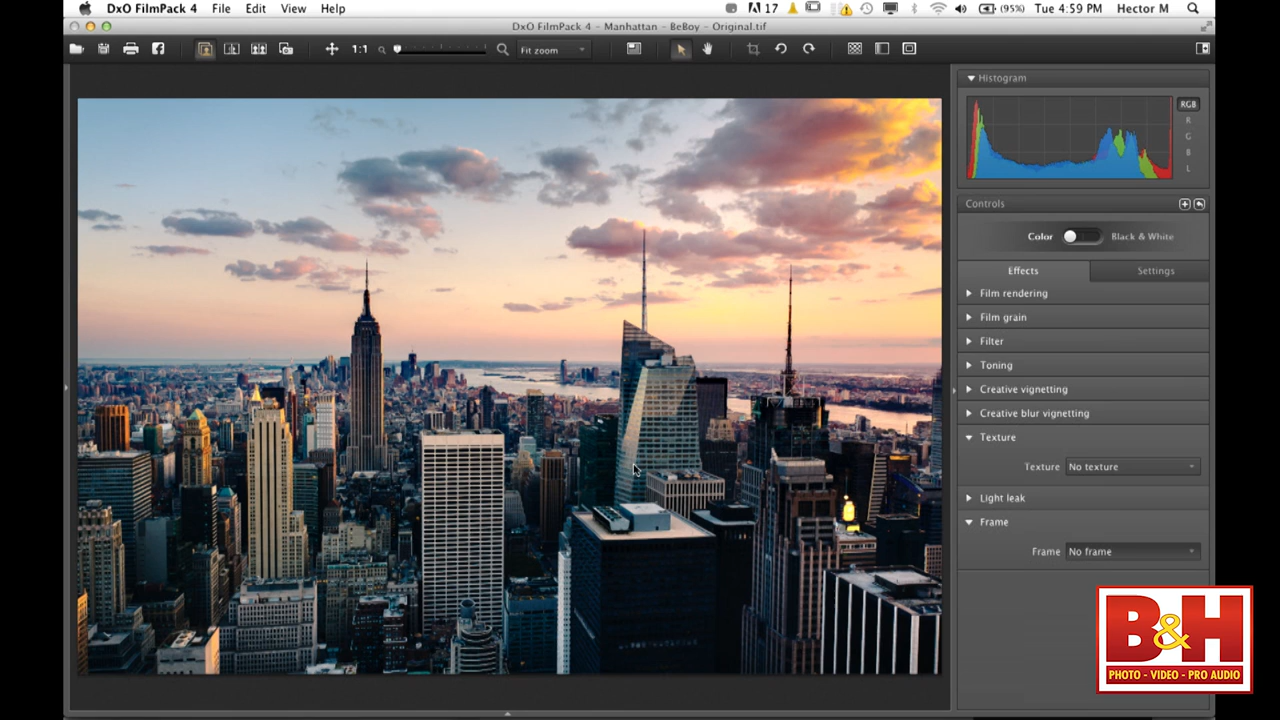 DxO FilmPack 4 File Edit View Help 17 (95%) Tue 4:59 PM Hector M
DxO FilmPack 4 - Manhattan - BeBoy - Original.tif
1:1 Fit zoom
Histogram
RGB
R
G
B
L
Controls
Color Black & White
Effects Settings
Film rendering
Film grain
Filter
Toning
Creative vignetting
Creative blur vignetting
Texture
Texture No texture
Light leak
Frame
Frame No frame
B&H
PHOTO - VIDEO - PRO AUDIO